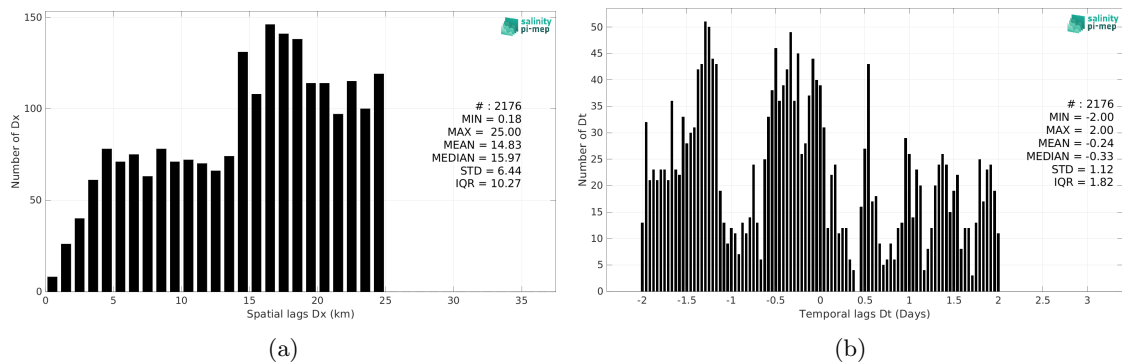 150
100
50
0
Number of Dx
0 5 10 15 20 25 30 35
Spatial lags Dx (km)
salinity
pi-mep
# : 2176
MIN = 0.18
MAX = 25.00
MEAN = 14.83
MEDIAN = 15.97
STD = 6.44
IQR = 10.27
(a)
50
45
40
35
30
25
20
15
10
5
0
Number of Dt
-2 -1.5 -1 -0.5 0 0.5 1 1.5 2 2.5 3
Temporal lags Dt (Days)
salinity
pi-mep
# : 2176
MIN = -2.00
MAX = 2.00
MEAN = -0.24
MEDIAN = -0.33
STD = 1.12
IQR = 1.82
(b)